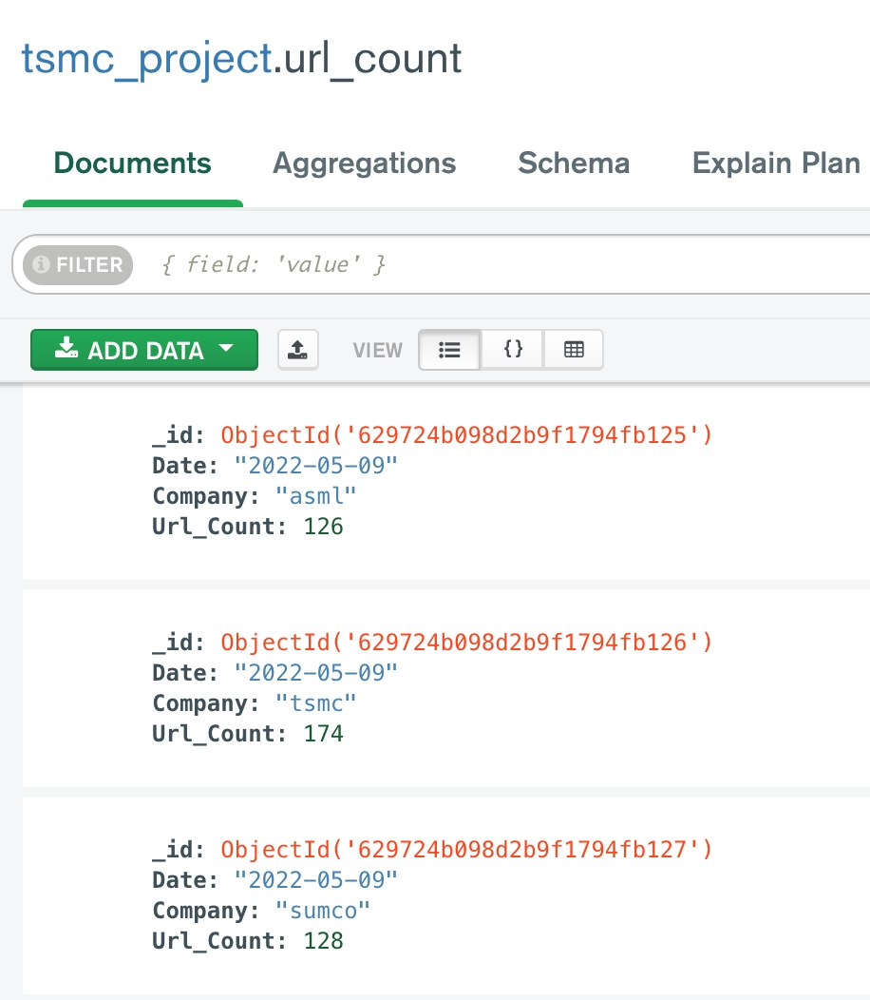 tsmc_project.url_count
Documents Aggregations Schema Explain Plan
FILTER { field: 'value' }
ADD DATA VIEW {}
_id: ObjectId('629724b098d2b9f1794fb125')
Date: "2022-05-09"
Company: "asml"
Url_Count: 126
_id: ObjectId('629724b098d2b9f1794fb126')
Date: "2022-05-09"
Company: "tsmc"
Url_Count: 174
_id: ObjectId('629724b098d2b9f1794fb127')
Date: "2022-05-09"
Company: "sumco"
Url_Count: 128